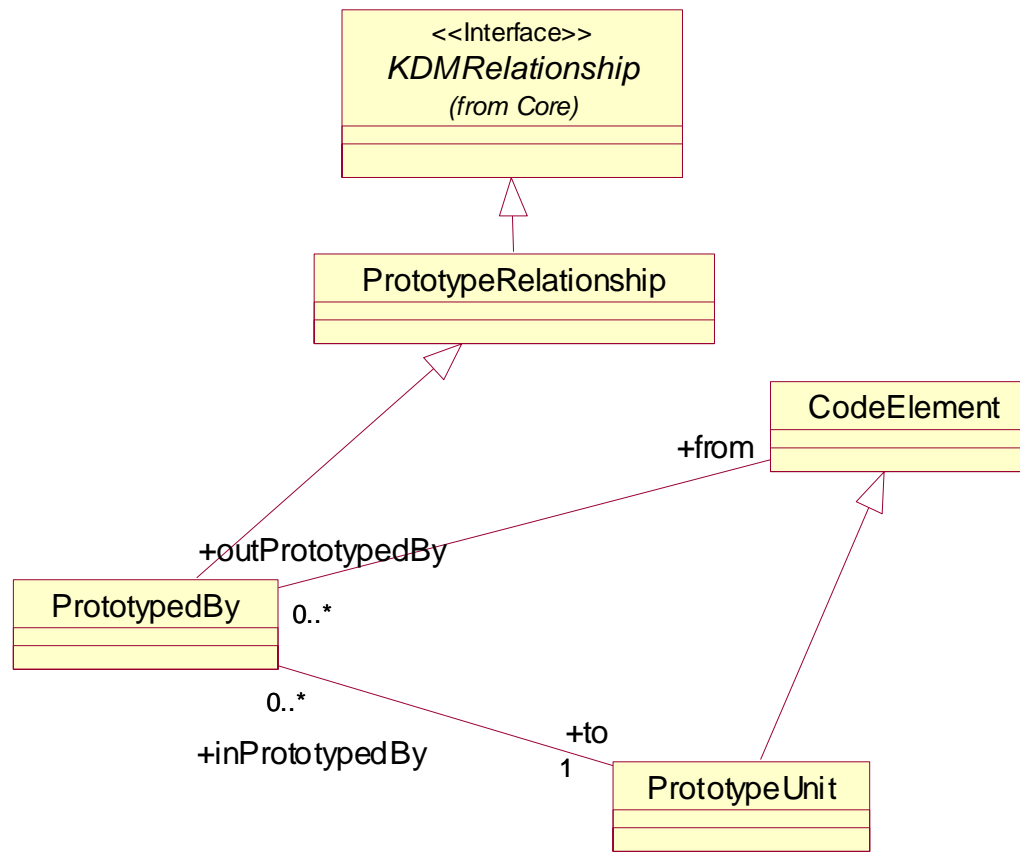 <<Interface>>
KDMRelationship
(from Core)
PrototypeRelationship
CodeElement
+from
+outPrototypedBy
PrototypedBy
0..*
0..*
+to
+inPrototypedBy
1
PrototypeUnit